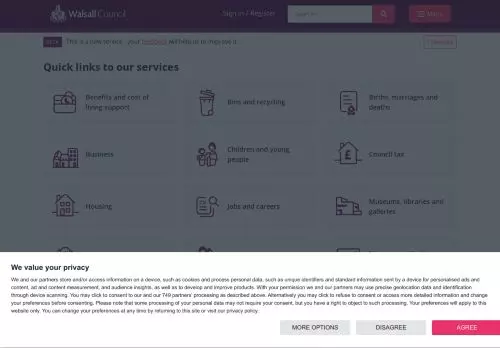 Walsall Council
Sign in / Register
Menu
This is a new service - your feedback will help us to improve it.
Quick links to our services
Benefits and cost of
living support
Bins and recycling
Births, marriages and
deaths
Business
Children and young
people
Council tax
Housing
Jobs and careers
Museums, libraries and
galleries
We value your privacy
We and our partners store and/or access information on a device, such as cookies and process personal data, such as unique identifiers and standard information sent by a device for personalised ads and
content, ad and content measurement, and audience insights, as well as to develop and improve products. With your permission we and our partners may use precise geolocation data and identification
through device scanning. You may click to consent to our and our 749 partners' processing as described above. Alternatively you may click to refuse to consent or access more detailed information and change
your preferences before consenting. Please note that some processing of your personal data may not require your consent, but you have a right to object to such processing. Your preferences will apply to this
website only. You can change your preferences at any time by returning to this site or visit our privacy policy.
MORE OPTIONS
DISAGREE
AGREE